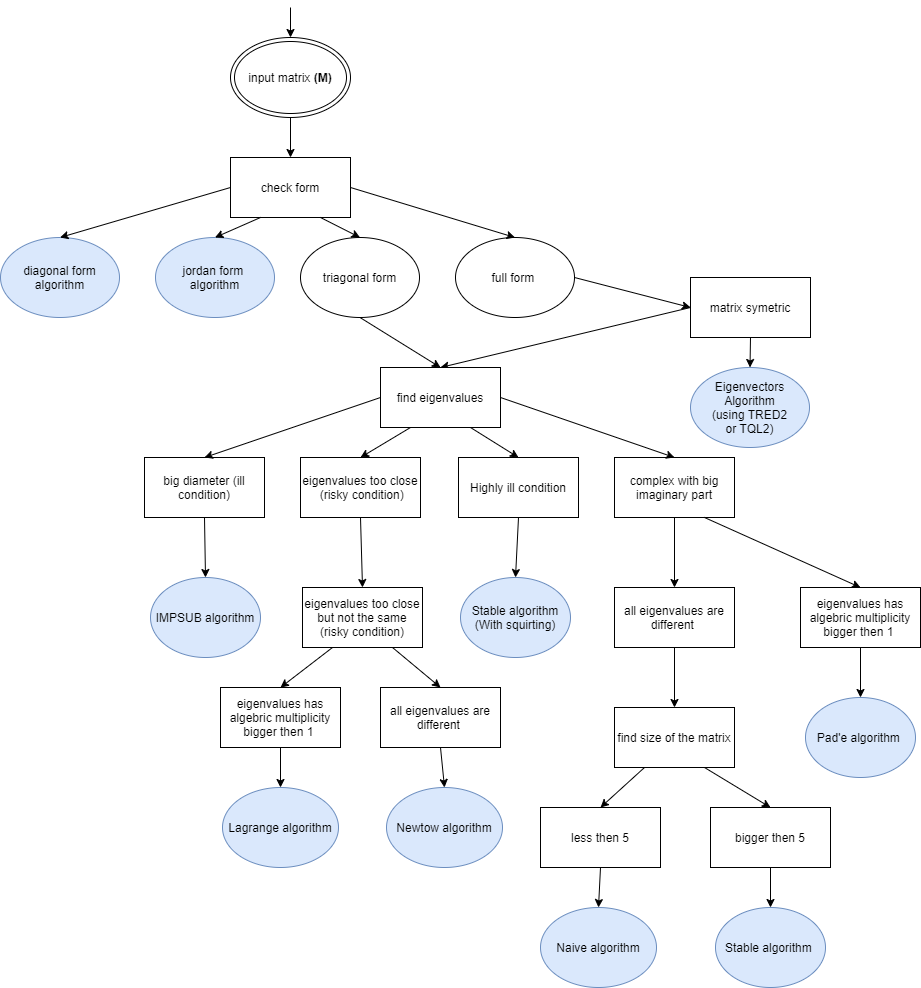 input matrix (M)
check form
diagonal form
algorithm
jordan form
algorithm
triagonal form
full form
matrix symetric
Eigenvectors
Algorithm
(using TRED2
or TQL2)
find eigenvalues
big diameter (ill
condition)
eigenvalues too close
(risky condition)
Highly ill condition
complex with big
imaginary part
IMPSUB algorithm
eigenvalues too close
but not the same
(risky condition)
Stable algorithm
(With squirting)
all eigenvalues are
different
eigenvalues has
algebric multiplicity
bigger then 1
eigenvalues has
algebric multiplicity
bigger then 1
all eigenvalues are
different
find size of the matrix
Pad'e algorithm
Lagrange algorithm
Newtow algorithm
less then 5
bigger then 5
Naive algorithm
Stable algorithm